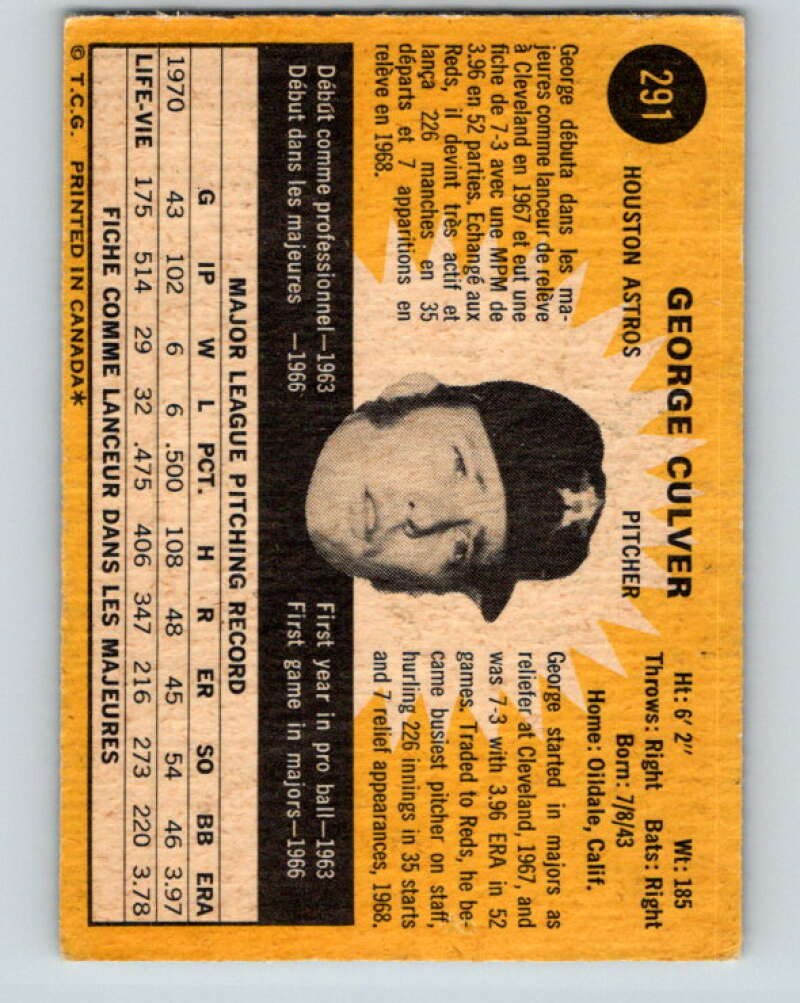 291
GEORGE CULVER
HOUSTON ASTROS
PITCHER
Ht: 6' 2" Wt: 185
Throws: Right Bats: Right
Born: 7/8/43
Home: Oildale, Calif.
George débuta dans les ma-
jeures comme lanceur de relève
à Cleveland en 1967 et eut une
fiche de 7-3 avec une MPM de
3.96 en 52 parties. Echangé aux
Reds, il devint très actif et
lança 226 manches en 35
départs et 7 apparitions en
relève en 1968.
George started in majors as
reliefer at Cleveland, 1967, and
was 7-3 with 3.96 ERA in 52
games. Traded to Reds, he be-
came busiest pitcher on staff,
hurling 226 innings in 35 starts
and 7 relief appearances, 1968.
Début comme professionnel—1963
Début dans les majeures —1966
First year in pro ball—1963
First game in majors—1966
MAJOR LEAGUE PITCHING RECORD
G IP W L PCT. H R ER SO BB ERA
1970 43 102 6 6 .500 108 48 45 54 46 3.97
LIFE-VIE 175 514 29 32 .475 406 347 216 273 220 3.78
FICHE COMME LANCEUR DANS LES MAJEURES
© T.C.G. PRINTED IN CANADA*